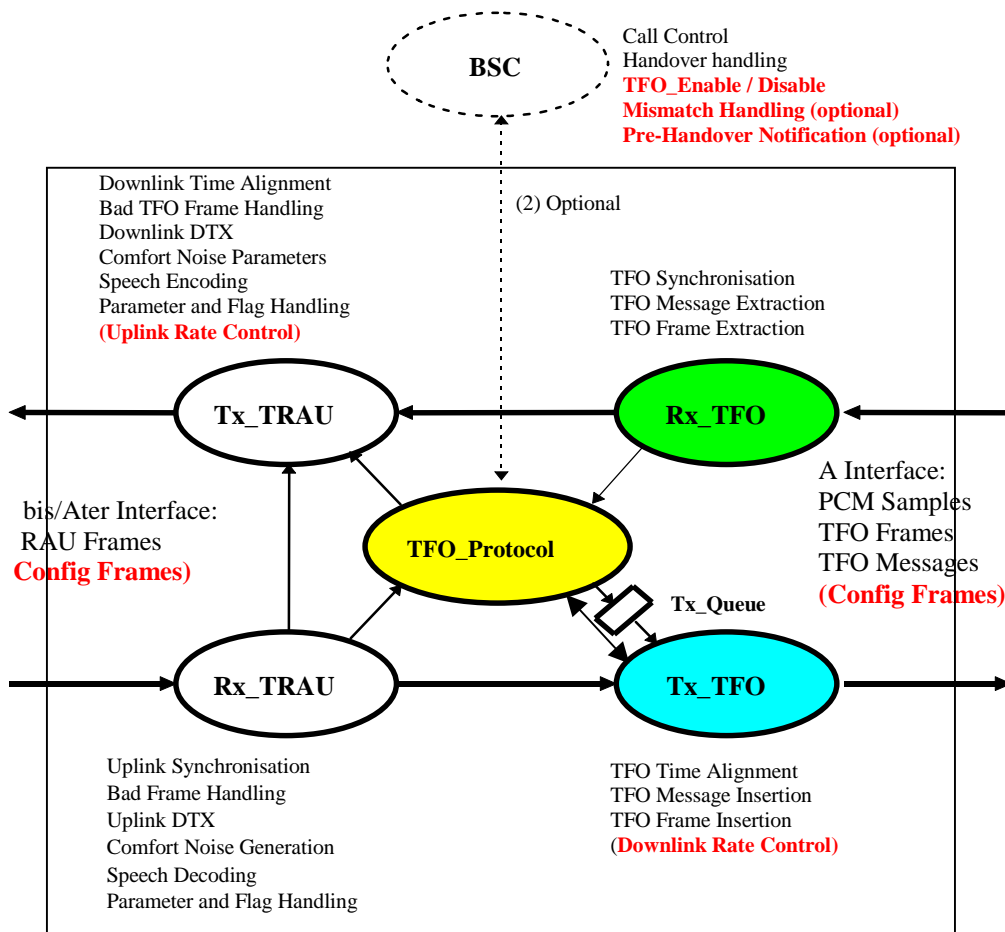 BSC
Call Control
Handover handling
TFO_Enable / Disable
Mismatch Handling (optional)
Pre-Handover Notification (optional)
Downlink Time Alignment
Bad TFO Frame Handling
Downlink DTX
Comfort Noise Parameters
Speech Encoding
Parameter and Flag Handling
(Uplink Rate Control)
(2) Optional
TFO Synchronisation
TFO Message Extraction
TFO Frame Extraction
Tx_TRAU
Rx_TFO
bis/Ater Interface:
RAU Frames
Config Frames)
TFO_Protocol
A Interface:
PCM Samples
TFO Frames
TFO Messages
(Config Frames)
Tx_Queue
Rx_TRAU
Tx_TFO
Uplink Synchronisation
Bad Frame Handling
Uplink DTX
Comfort Noise Generation
Speech Decoding
Parameter and Flag Handling
TFO Time Alignment
TFO Message Insertion
TFO Frame Insertion
(Downlink Rate Control)